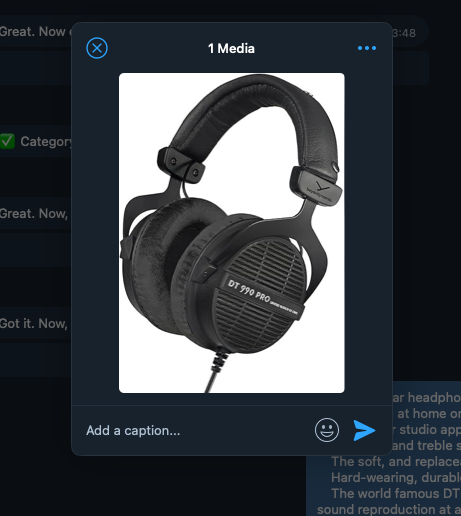 Great. Now
3:48
1 Media
✅ Category
Great. Now,
Got it. Now,
DT 990 PRO
Add a caption...
ar headpho
at home or
r studio app
and treble s
The soft, and replace
Hard-wearing, durabl
The world famous DT
sound reproduction at a